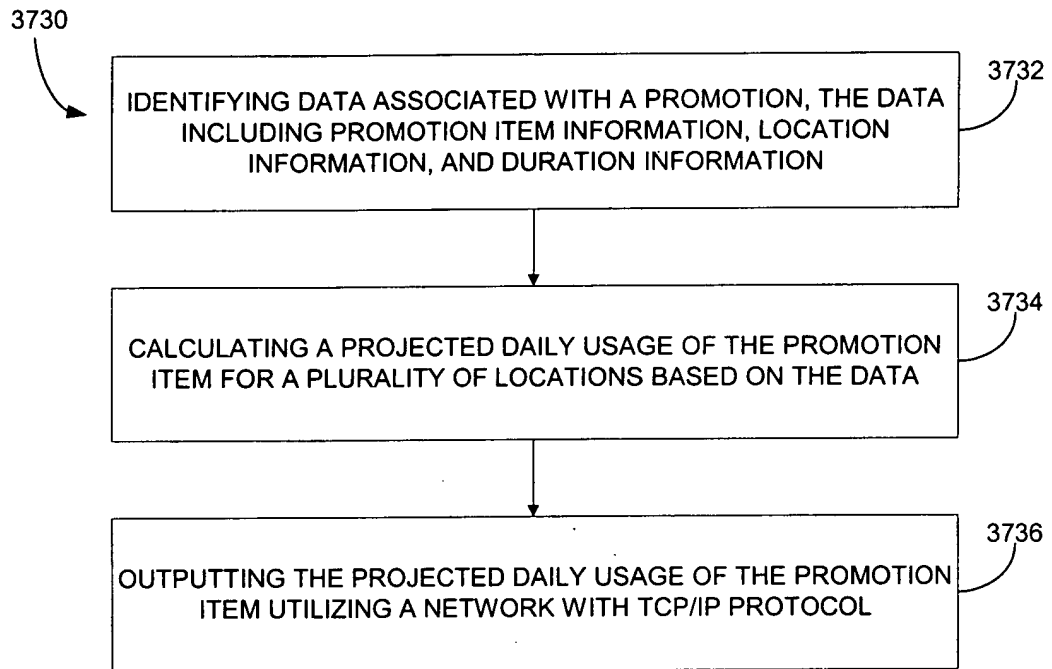 3730
3732
IDENTIFYING DATA ASSOCIATED WITH A PROMOTION, THE DATA
INCLUDING PROMOTION ITEM INFORMATION, LOCATION
INFORMATION, AND DURATION INFORMATION
3734
CALCULATING A PROJECTED DAILY USAGE OF THE PROMOTION
ITEM FOR A PLURALITY OF LOCATIONS BASED ON THE DATA
3736
OUTPUTTING THE PROJECTED DAILY USAGE OF THE PROMOTION
ITEM UTILIZING A NETWORK WITH TCP/IP PROTOCOL